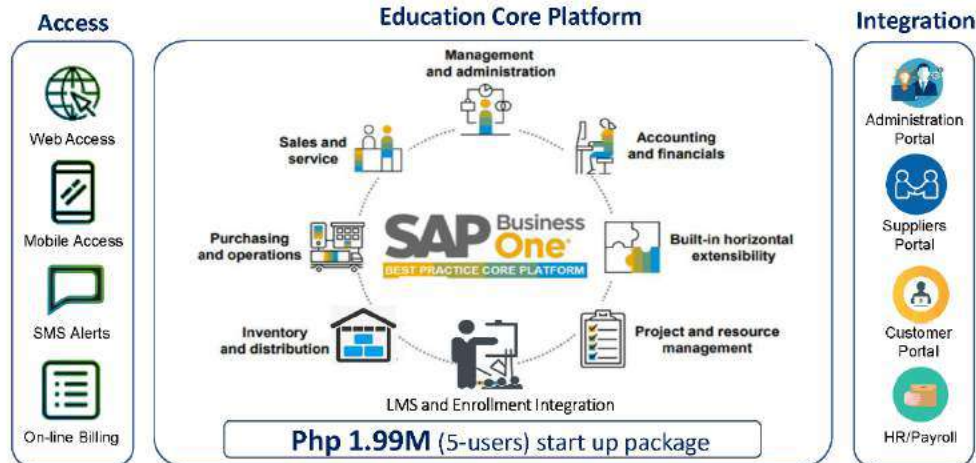 Access
Web Access
Mobile Access
SMS Alerts
On-line Billing
Education Core Platform
Management
and administration
Sales and
service
Accounting
and financials
Purchasing
and operations
SAP Business
One
BEST PRACTICE CORE PLATFORM
Built-in horizontal
extensibility
Inventory
and distribution
Project and resource
management
LMS and Enrollment Integration
Php 1.99M (5-users) start up package
Integration
Administration
Portal
Suppliers
Portal
Customer
Portal
HR/Payroll